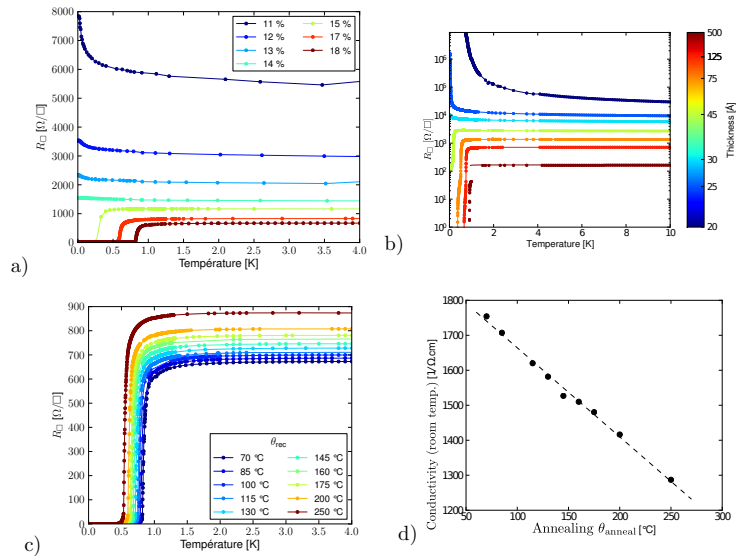 8000
7000
6000
5000
4000
3000
2000
1000
0
R□ [Ω/□]
11 %
12 %
13 %
14 %
15 %
17 %
18 %
0.0 0.5 1.0 1.5 2.0 2.5 3.0 3.5 4.0
Température [K]
a)
10⁶
10⁵
10⁴
10³
10²
10¹
10⁰
R□ [Ω/□]
0 2 4 6 8 10
Temperature [K]
500
125
75
45
30
25
20
Thickness [A]
b)
900
800
700
600
500
400
300
200
100
0
R□ [Ω/□]
θrec
70 °C
85 °C
100 °C
115 °C
130 °C
145 °C
160 °C
175 °C
200 °C
250 °C
0.0 0.5 1.0 1.5 2.0 2.5 3.0 3.5 4.0
Température [K]
c)
1800
1700
1600
1500
1400
1300
1200
Conductivity (room temp.) [1/Ω.cm]
50 100 150 200 250 300
Annealing θanneal [°C]
d)